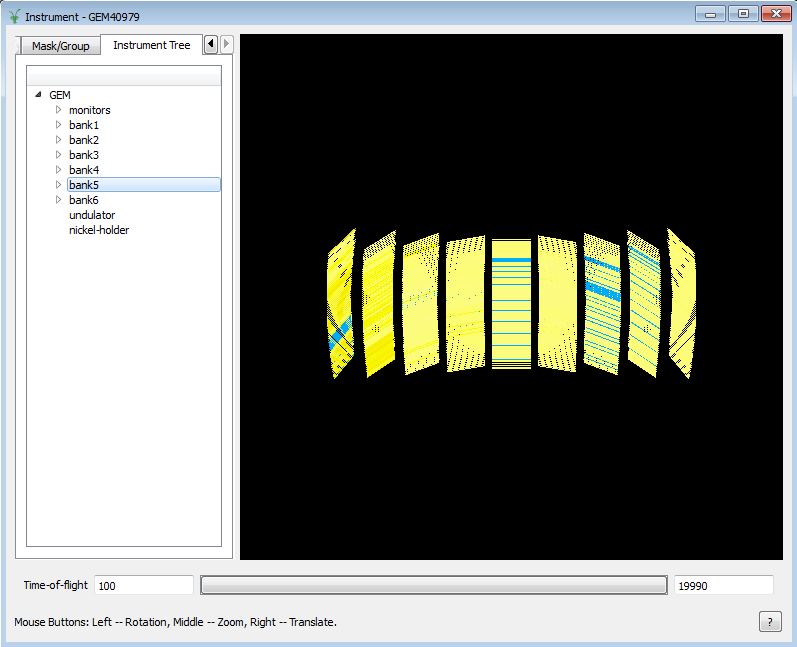 Instrument - GEM40979
Mask/Group Instrument Tree
GEM
monitors
bank1
bank2
bank3
bank4
bank5
bank6
undulator
nickel-holder
Time-of-flight 100 19990
Mouse Buttons: Left -- Rotation, Middle -- Zoom, Right -- Translate. ?